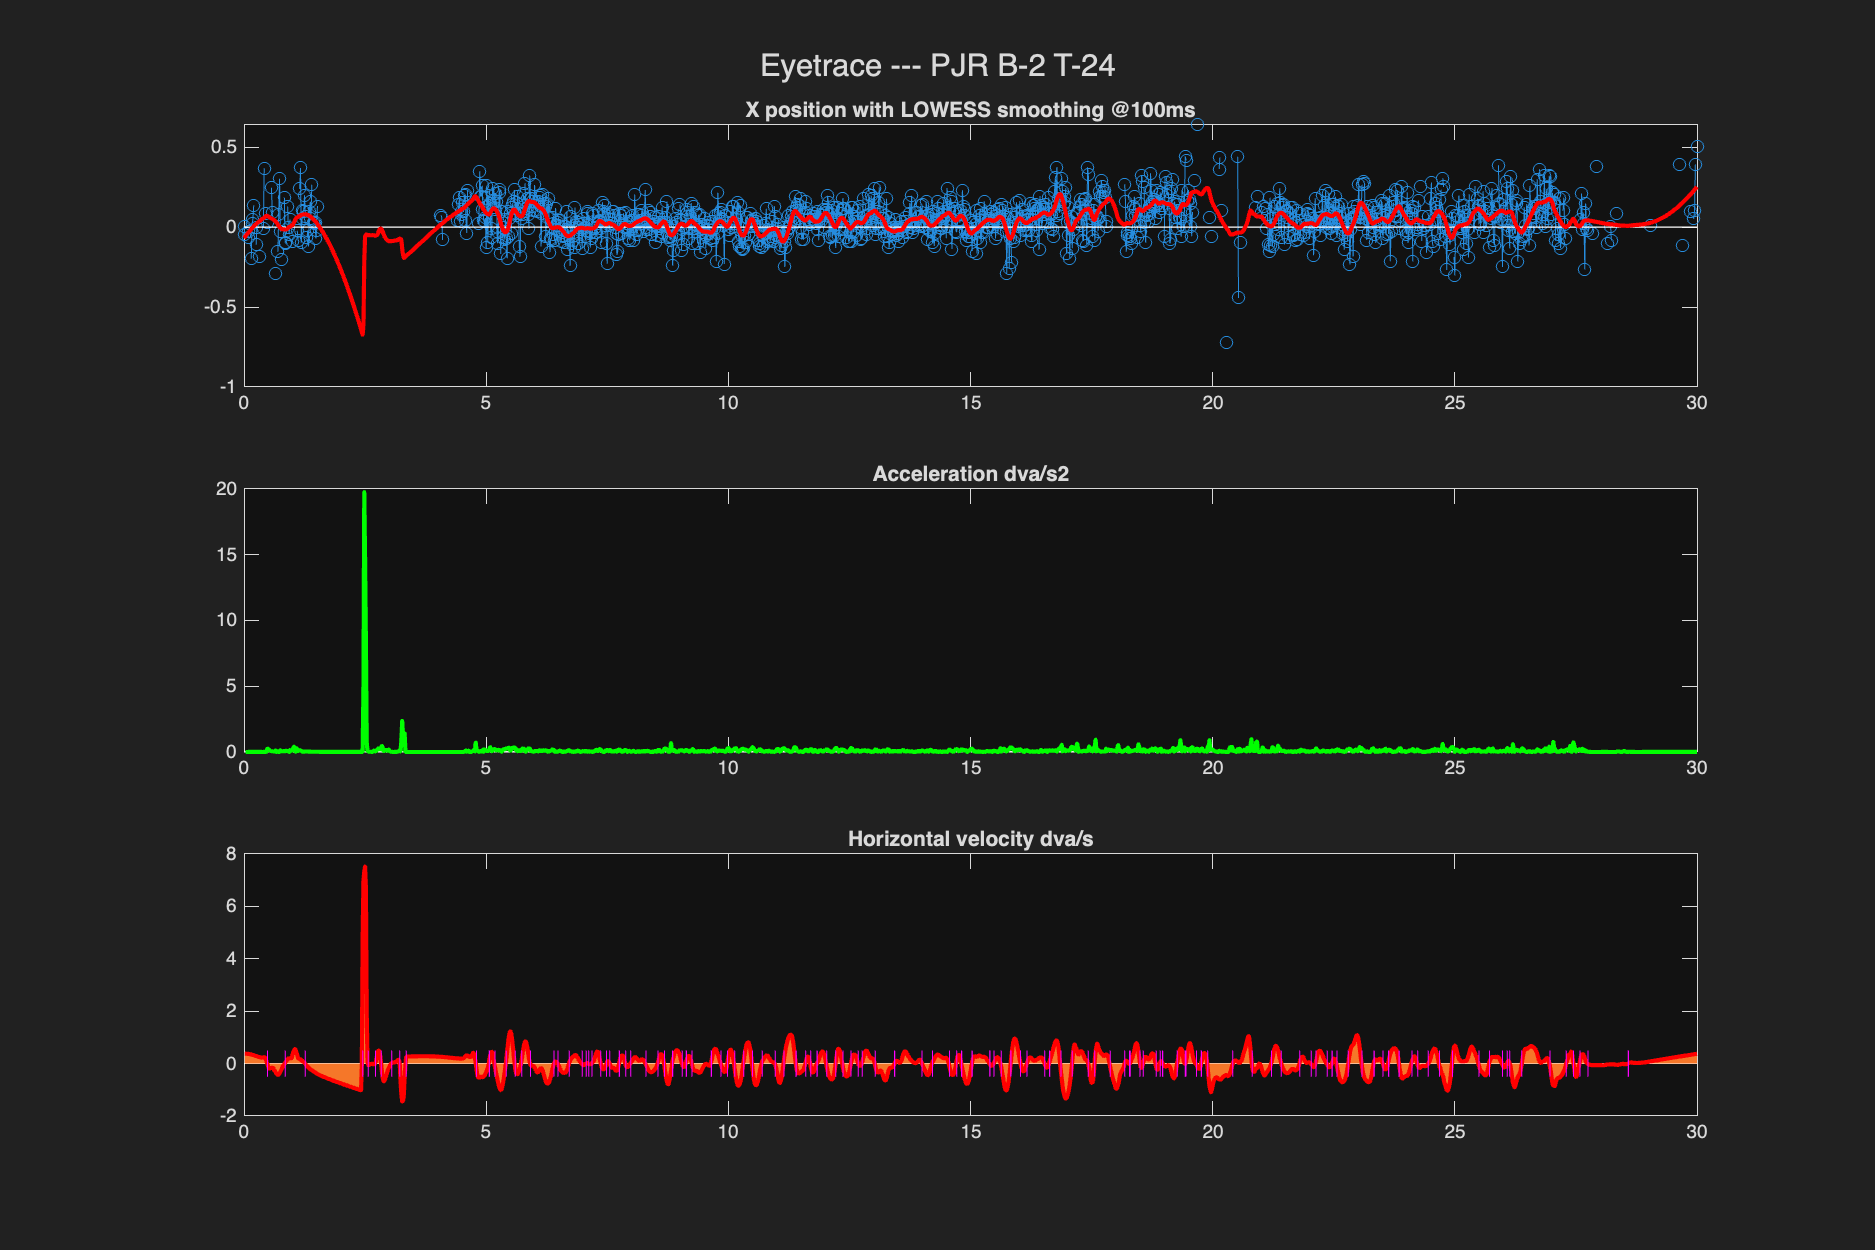 Eyetrace --- PJR B-2 T-24
X position with LOWESS smoothing @100ms
0.5
0
-0.5
-1
0 5 10 15 20 25 30
Acceleration dva/s2
20
15
10
5
0
0 5 10 15 20 25 30
Horizontal velocity dva/s
8
6
4
2
0
-2
0 5 10 15 20 25 30